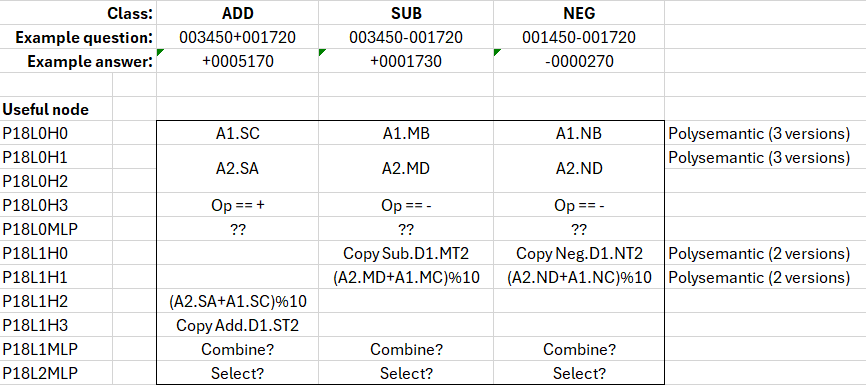 Class: ADD SUB NEG
Example question: 003450+001720 003450-001720 001450-001720
Example answer: +0005170 +0001730 -0000270
Useful node
P18L0H0 A1.SC A1.MB A1.NB Polysemantic (3 versions)
P18L0H1 Polysemantic (3 versions)
A2.SA A2.MD A2.ND
P18L0H2
P18L0H3 Op == + Op == - Op == -
P18L0MLP ?? ?? ??
P18L1H0 Copy Sub.D1.MT2 Copy Neg.D1.NT2 Polysemantic (2 versions)
P18L1H1 (A2.MD+A1.MC)%10 (A2.ND+A1.NC)%10 Polysemantic (2 versions)
P18L1H2 (A2.SA+A1.SC)%10
P18L1H3 Copy Add.D1.ST2
P18L1MLP Combine? Combine? Combine?
P18L2MLP Select? Select? Select?